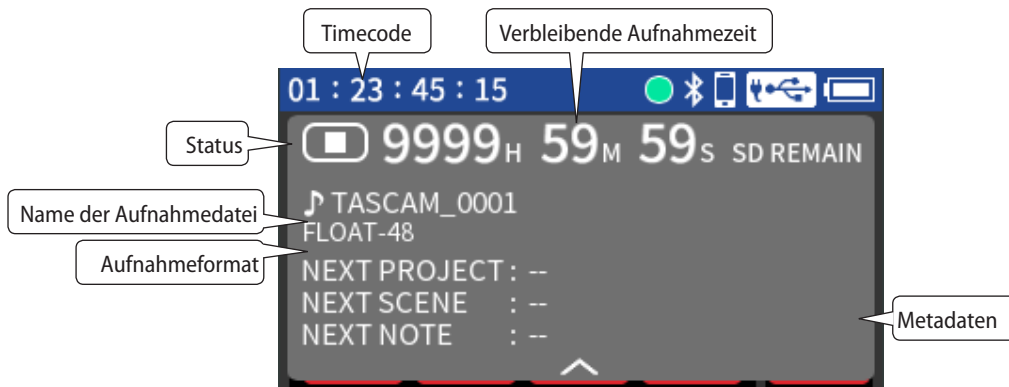 Timecode
Verbleibende Aufnahmezeit
01 : 23 : 45 : 15
Status
9999H 59M 59S SD REMAIN
Name der Aufnahmedatei
TASCAM_0001
FLOAT-48
Aufnahmeformat
NEXT PROJECT : --
NEXT SCENE : --
Metadaten
NEXT NOTE : --